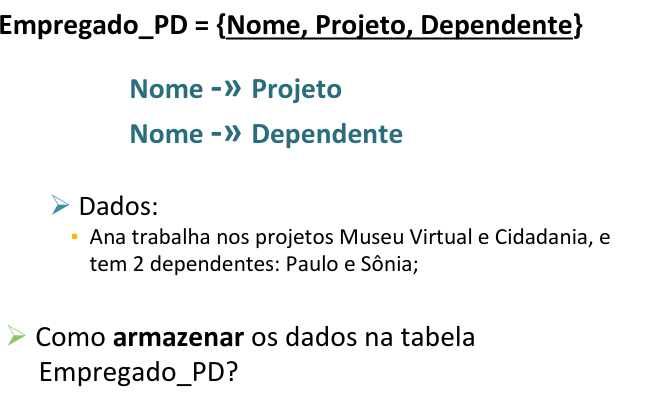 Empregado_PD = {Nome, Projeto, Dependente}
Nome -» Projeto
Nome -» Dependente
➢ Dados:
▪ Ana trabalha nos projetos Museu Virtual e Cidadania, e
tem 2 dependentes: Paulo e Sônia;
➢ Como armazenar os dados na tabela
Empregado_PD?